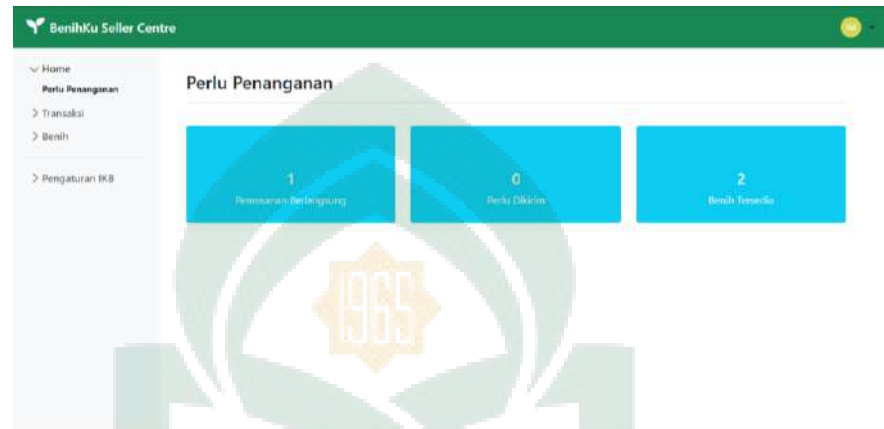 BenihKu Seller Centre
Home
Perlu Penanganan
Transaksi
Benih
Pengaturan IKB
Perlu Penanganan
1
Pemesanan Berlangsung
0
Perlu Dikirim
2
Benih Tersedia
1965